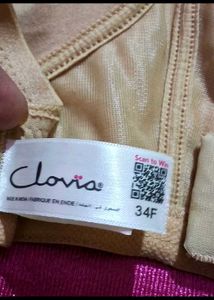 Scan to Win
Clovia®
MADE IN INDIA / FABRIQUE EN INDE /
34F